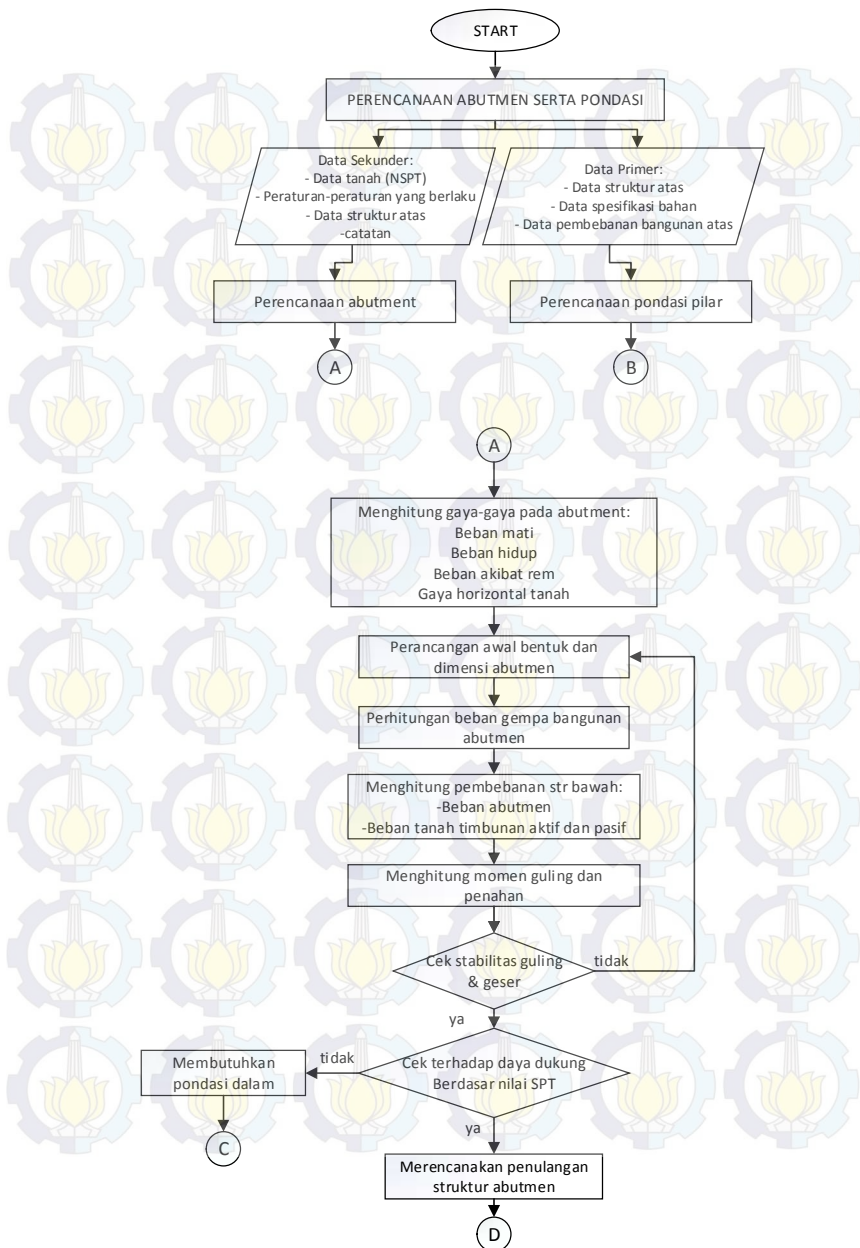 START
PERENCANAAN ABUTMEN SERTA PONDASI
Data Sekunder:
- Data tanah (NSPT)
- Peraturan-peraturan yang berlaku
- Data struktur atas
-catatan
Data Primer:
- Data struktur atas
- Data spesifikasi bahan
- Data pembebanan bangunan atas
Perencanaan abutment
Perencanaan pondasi pilar
A
B
A
Menghitung gaya-gaya pada abutment:
Beban mati
Beban hidup
Beban akibat rem
Gaya horizontal tanah
Perancangan awal bentuk dan
dimensi abutmen
Perhitungan beban gempa bangunan
abutmen
Menghitung pembebanan str bawah:
-Beban abutmen
-Beban tanah timbunan aktif dan pasif
Menghitung momen guling dan
penahan
Cek stabilitas guling
& geser
tidak
ya
Cek terhadap daya dukung
Berdasar nilai SPT
tidak
Membutuhkan
pondasi dalam
C
ya
Merencanakan penulangan
struktur abutmen
D